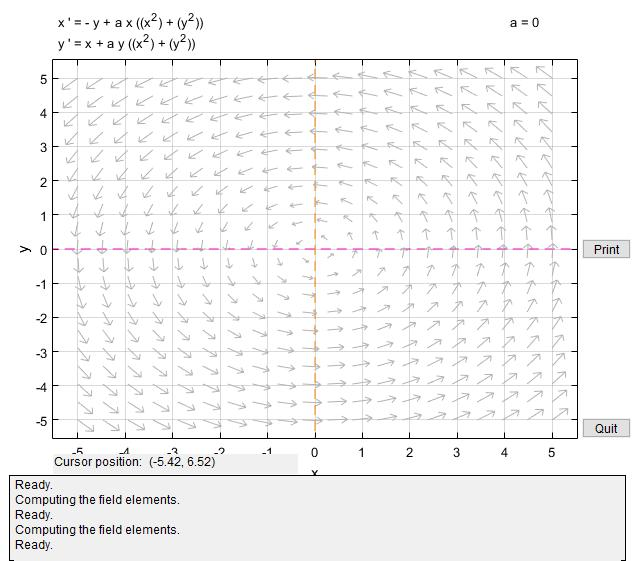 x ' = - y + a x ((x²) + (y²))
a = 0
y ' = x + a y ((x²) + (y²))
5
4
3
2
1
y
0
Print
-1
-2
-3
-4
-5
Quit
-5 -4 -3 -2 -1 0 1 2 3 4 5
Cursor position: (-5.42, 6.52)
x
Ready.
Computing the field elements.
Ready.
Computing the field elements.
Ready.